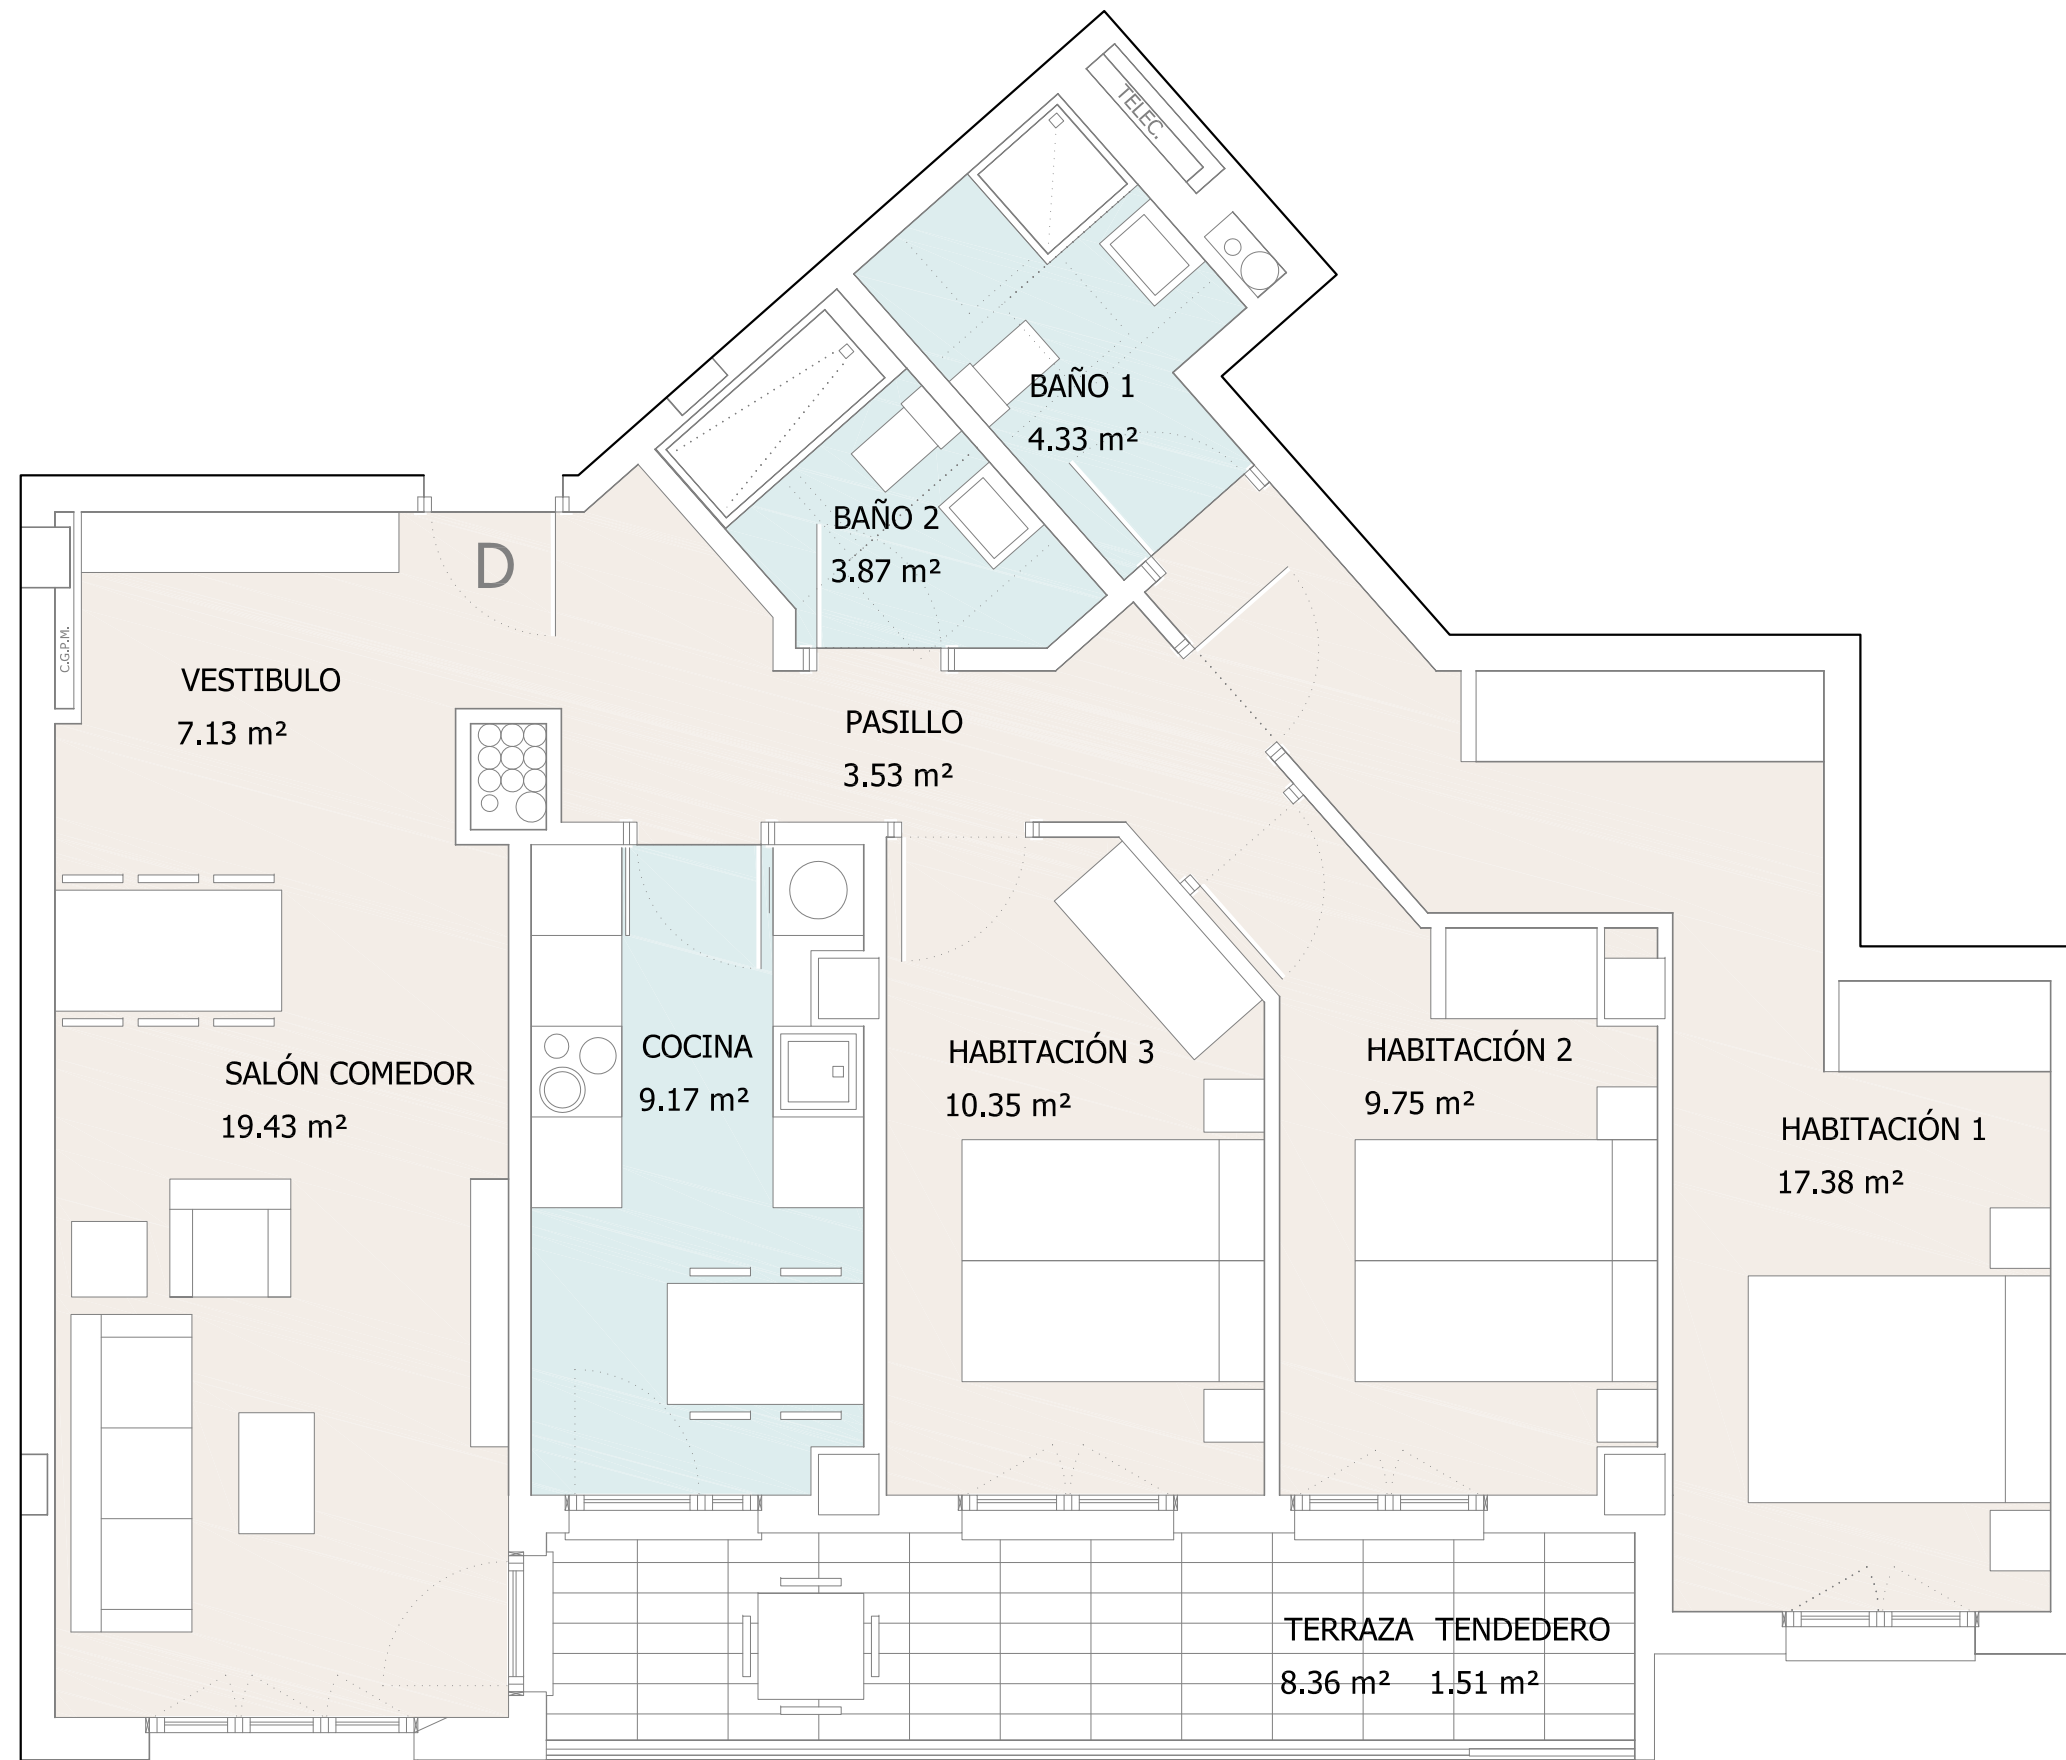 TELEC.
BAÑO 1
4.33 m²
BAÑO 2
3.87 m²
D
C.G.P.M.
VESTIBULO
7.13 m²
PASILLO
3.53 m²
SALÓN COMEDOR
19.43 m²
COCINA
9.17 m²
HABITACIÓN 3
10.35 m²
HABITACIÓN 2
9.75 m²
HABITACIÓN 1
17.38 m²
TERRAZA TENDEDERO
8.36 m² 1.51 m²